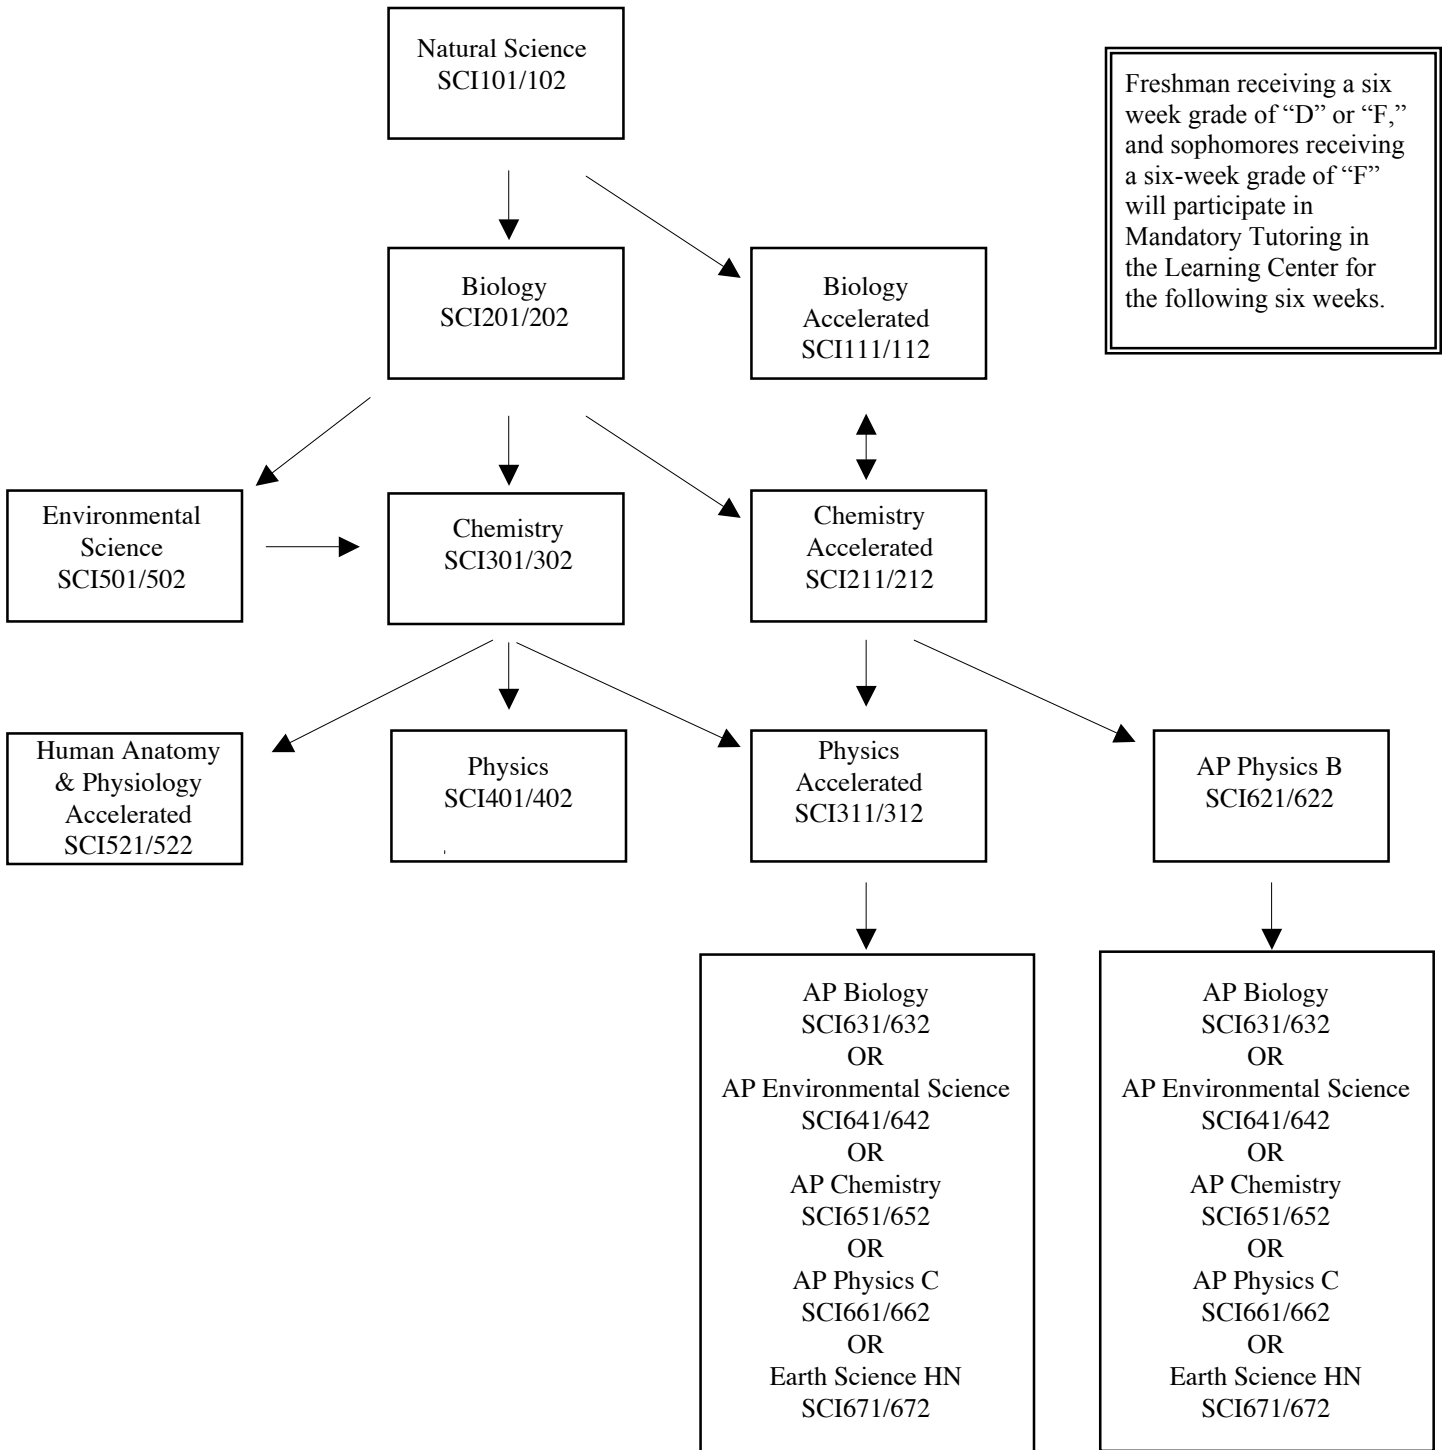 Natural Science
SCI101/102
Freshman receiving a six
week grade of “D” or “F,”
and sophomores receiving
a six-week grade of “F”
will participate in
Mandatory Tutoring in
the Learning Center for
the following six weeks.
Biology
SCI201/202
Biology
Accelerated
SCI111/112
Environmental
Science
SCI501/502
Chemistry
SCI301/302
Chemistry
Accelerated
SCI211/212
Human Anatomy
& Physiology
Accelerated
SCI521/522
Physics
SCI401/402
Physics
Accelerated
SCI311/312
AP Physics B
SCI621/622
AP Biology
SCI631/632
OR
AP Environmental Science
SCI641/642
OR
AP Chemistry
SCI651/652
OR
AP Physics C
SCI661/662
OR
Earth Science HN
SCI671/672
AP Biology
SCI631/632
OR
AP Environmental Science
SCI641/642
OR
AP Chemistry
SCI651/652
OR
AP Physics C
SCI661/662
OR
Earth Science HN
SCI671/672